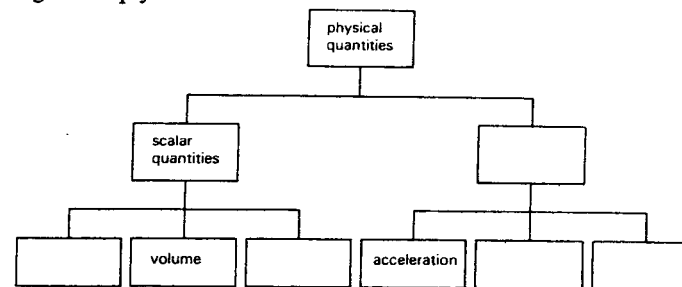 physical
quantities
scalar
quantities
volume
acceleration